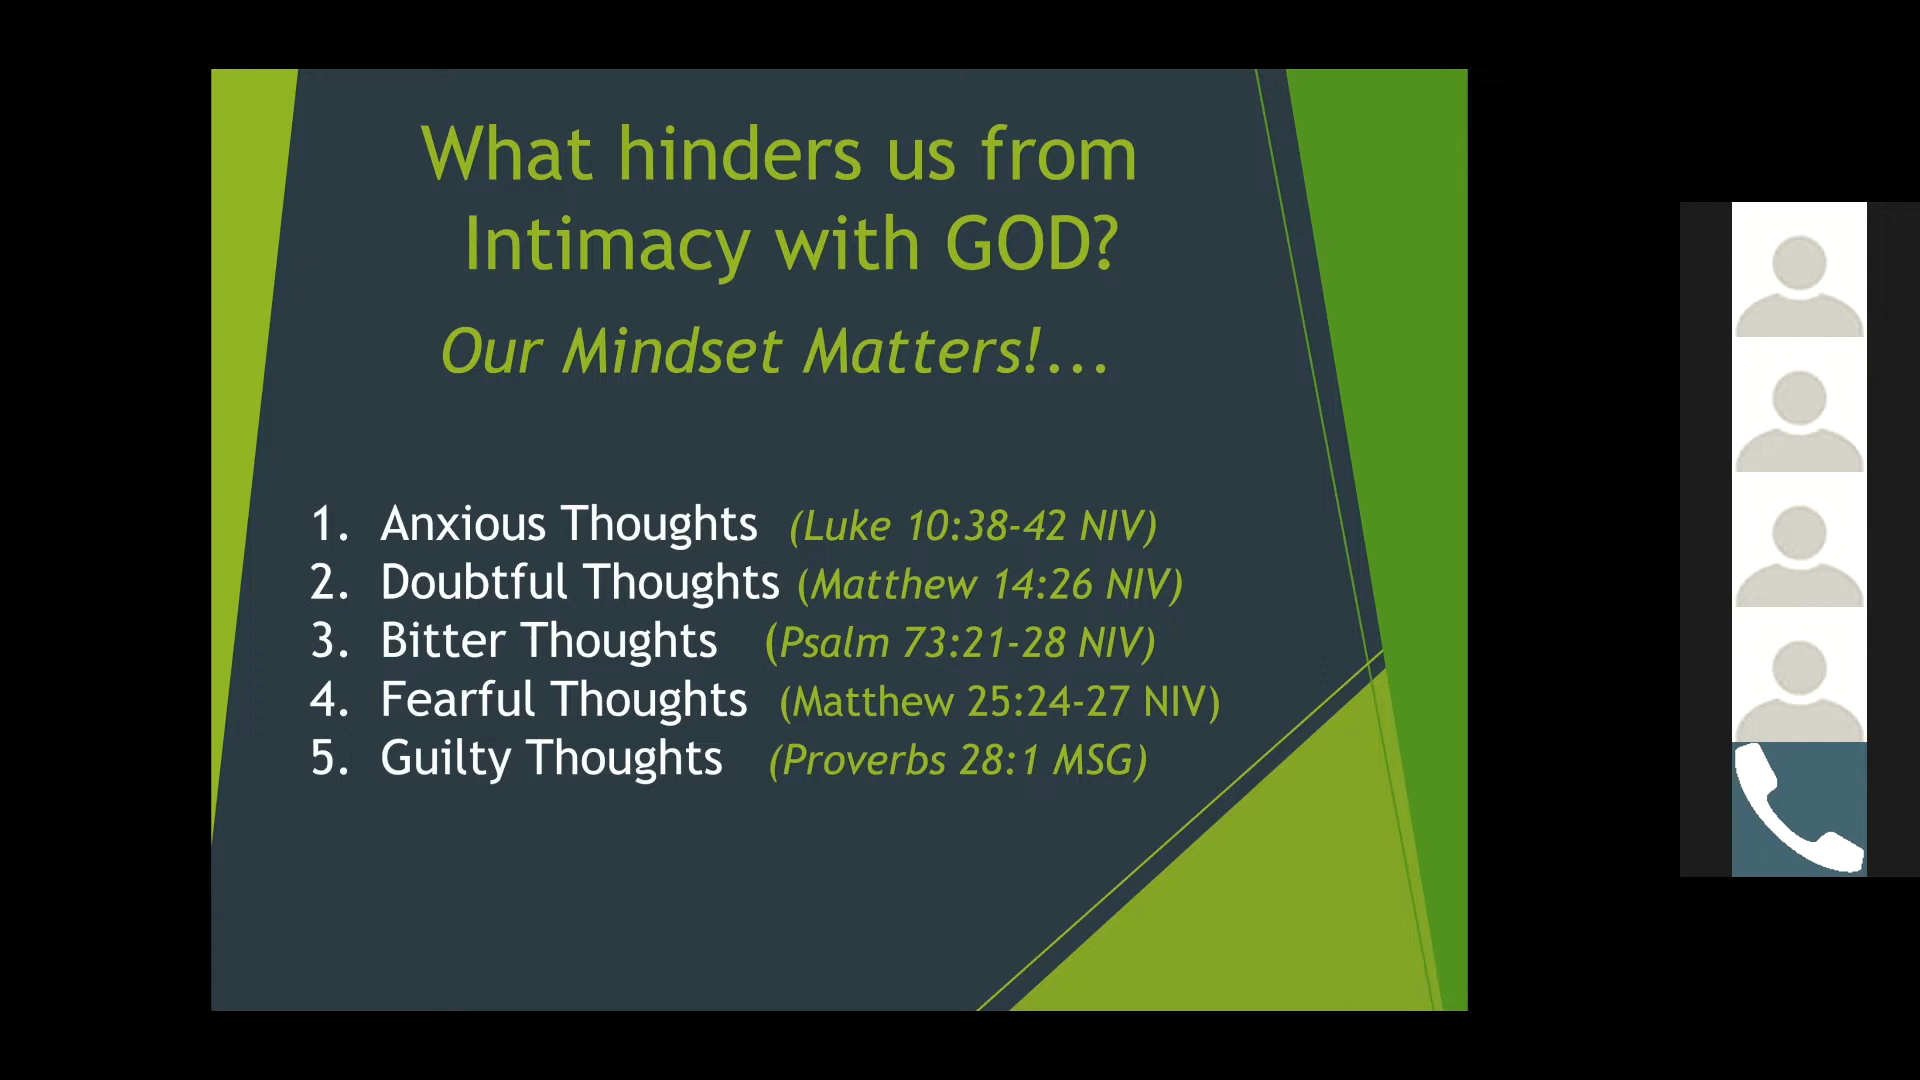 What hinders us from
Intimacy with GOD?
Our Mindset Matters!...
1. Anxious Thoughts (Luke 10:38-42 NIV)
2. Doubtful Thoughts (Matthew 14:26 NIV)
3. Bitter Thoughts (Psalm 73:21-28 NIV)
4. Fearful Thoughts (Matthew 25:24-27 NIV)
5. Guilty Thoughts (Proverbs 28:1 MSG)